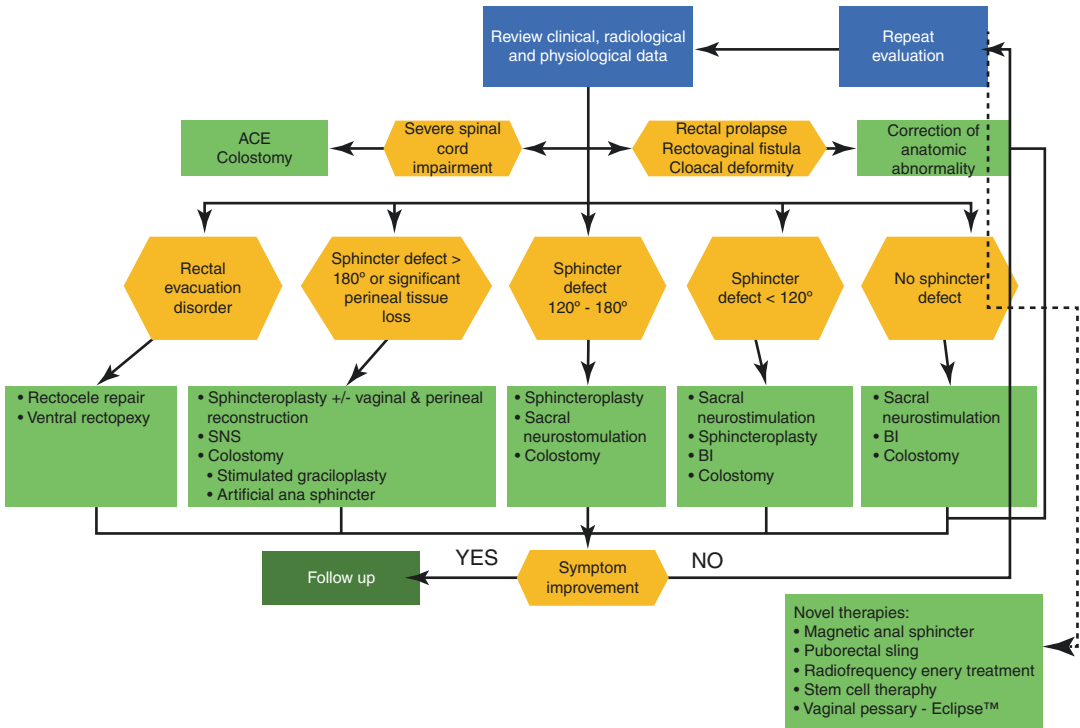 Review clinical, radiological
and physiological data
Repeat
evaluation
ACE
Colostomy
Severe spinal
cord
impairment
Rectal prolapse
Rectovaginal fistula
Cloacal deformity
Correction of
anatomic
abnormality
Rectal
evacuation
disorder
Sphincter defect >
180º or significant
perineal tissue
loss
Sphincter
defect
120º - 180º
Sphincter
defect < 120º
No sphincter
defect
• Rectocele repair
• Ventral rectopexy
• Sphincteroplasty +/- vaginal & perineal
reconstruction
• SNS
• Colostomy
• Stimulated graciloplasty
• Artificial ana sphincter
• Sphincteroplasty
• Sacral
neurostomulation
• Colostomy
• Sacral
neurostimulation
• Sphincteroplasty
• BI
• Colostomy
• Sacral
neurostimulation
• BI
• Colostomy
Follow up
YES
Symptom
improvement
NO
Novel therapies:
• Magnetic anal sphincter
• Puborectal sling
• Radiofrequency enery treatment
• Stem cell theraphy
• Vaginal pessary - Eclipse™